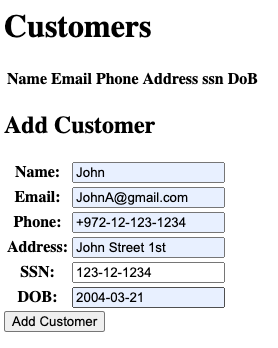 Customers
Name Email Phone Address ssn DoB
Add Customer
Name: John
Email: JohnA@gmail.com
Phone: +972-12-123-1234
Address: John Street 1st
SSN: 123-12-1234
DOB: 2004-03-21
Add Customer